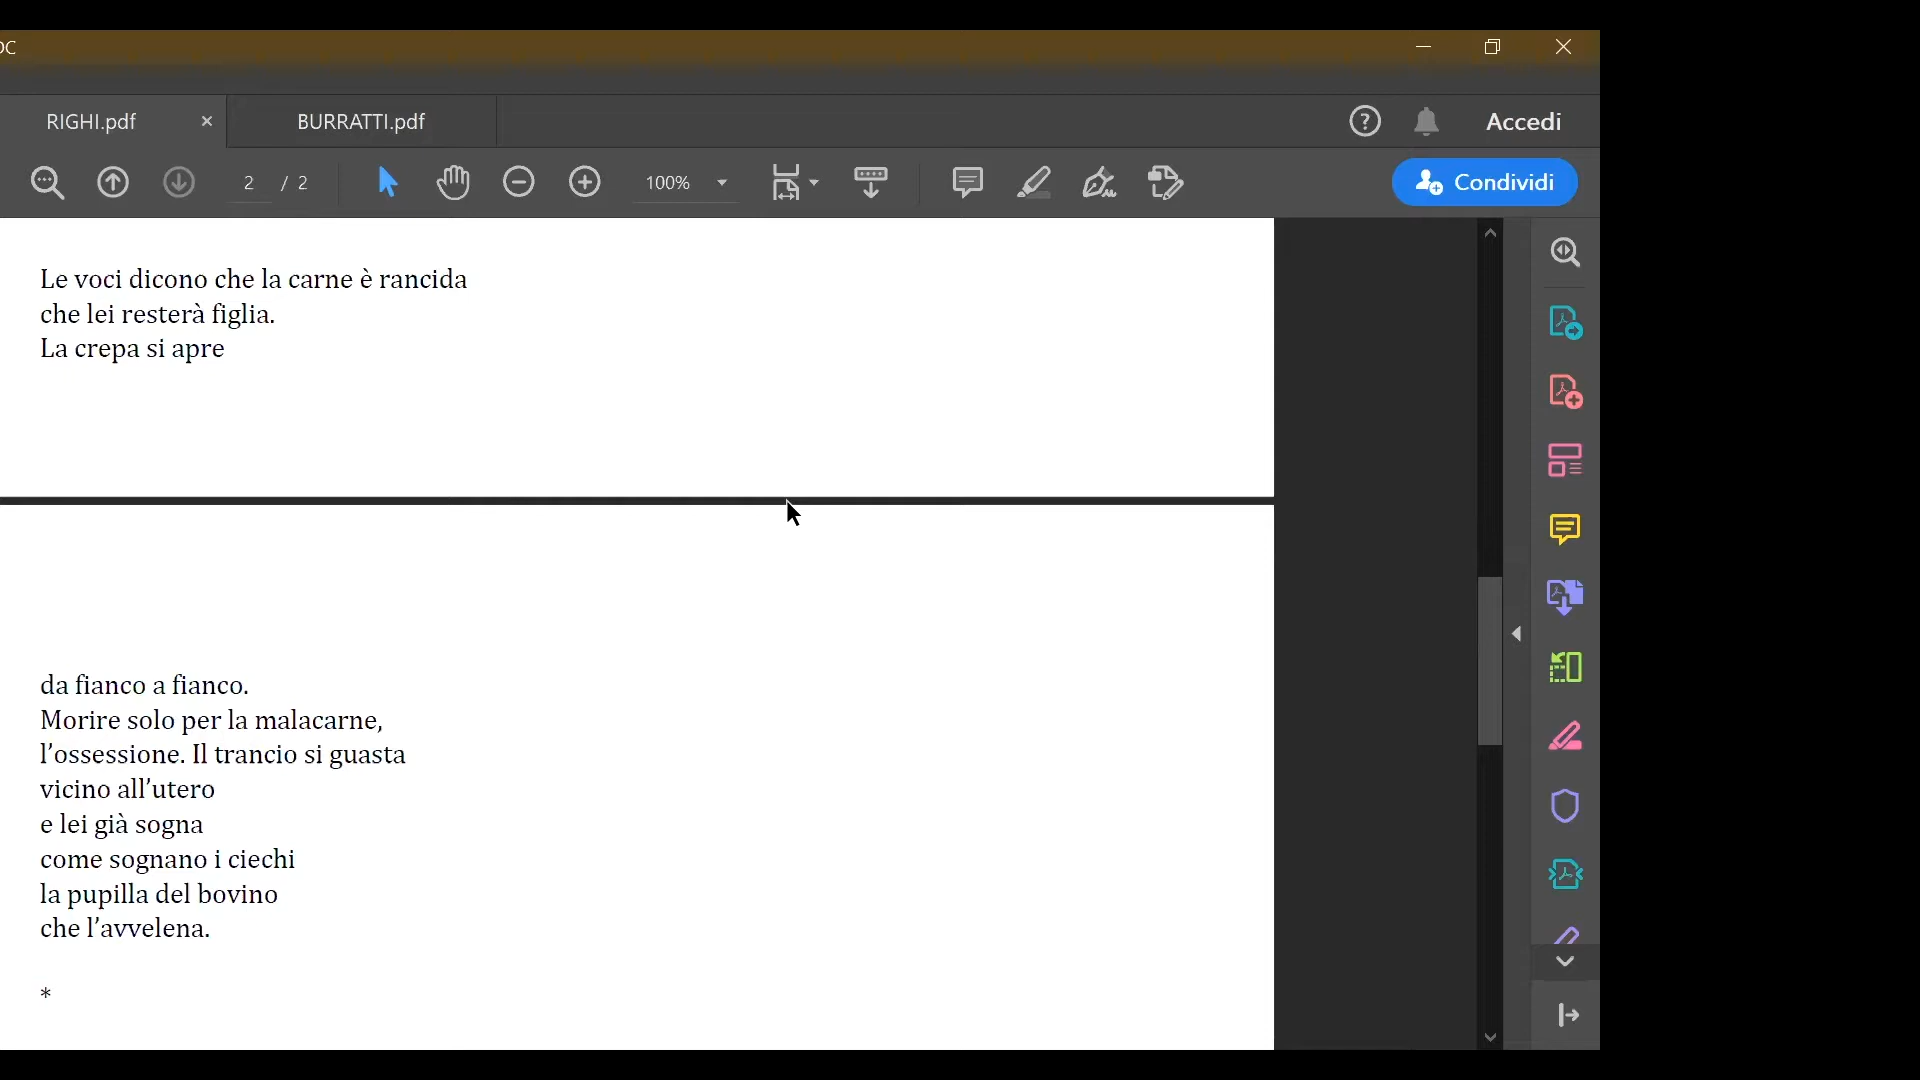 DC
RIGHI.pdf
BURRATTI.pdf
Accedi
2 / 2
100%
Condividi
Le voci dicono che la carne è rancida
che lei resterà figlia.
La crepa si apre
da fianco a fianco.
Morire solo per la malacarne,
l’ossessione. Il trancio si guasta
vicino all’utero
e lei già sogna
come sognano i ciechi
la pupilla del bovino
che l’avvelena.
*